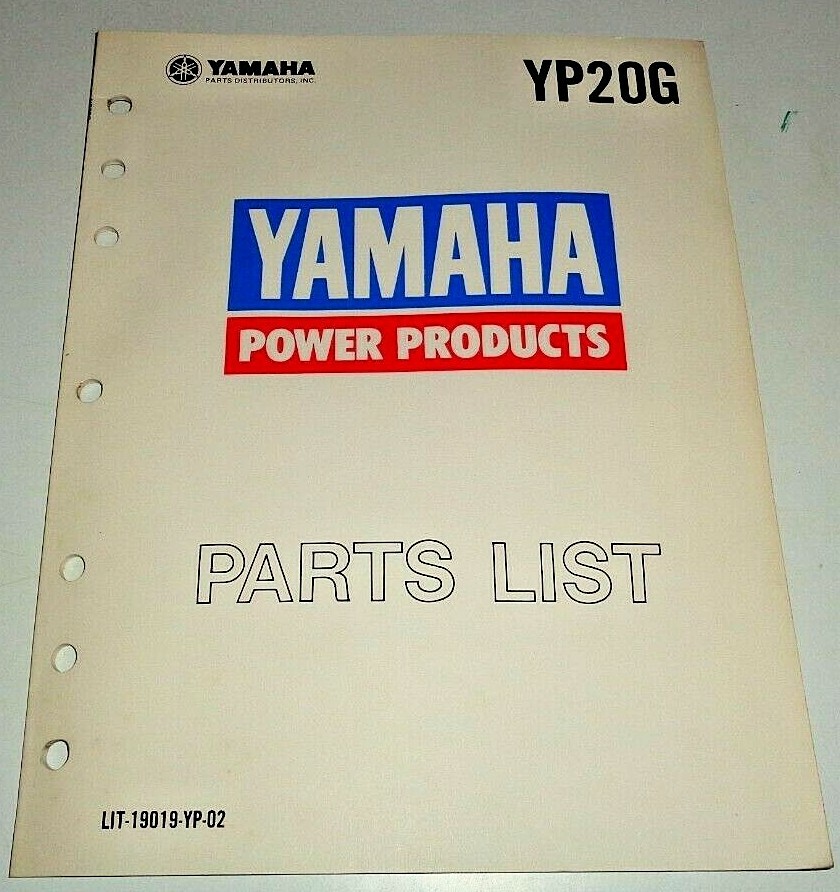 YAMAHA
PARTS DISTRIBUTORS, INC.
YP20G
YAMAHA
POWER PRODUCTS
PARTS LIST
LIT-19019-YP-02